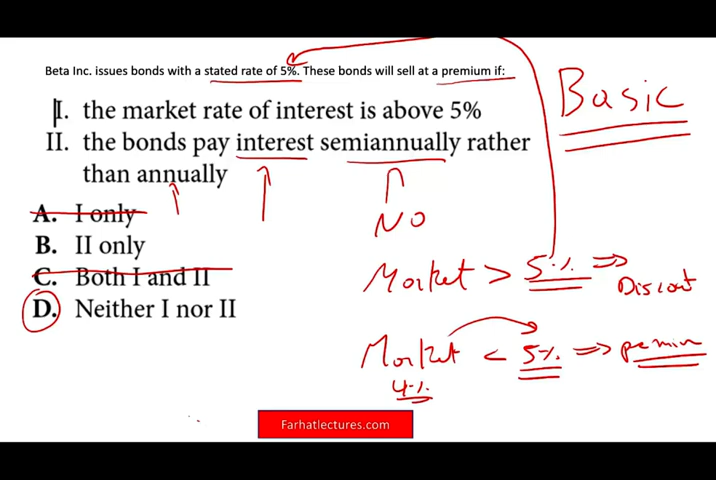 Beta Inc. issues bonds with a stated rate of 5%. These bonds will sell at a premium if:
Basic
I. the market rate of interest is above 5%
II. the bonds pay interest semiannually rather
than annually
NO
A. I only
B. II only
Market > 5% ⇒
C. Both I and II
Discout
D. Neither I nor II
Market < 5% ⇒ pemium
4%
Farhatlectures.com